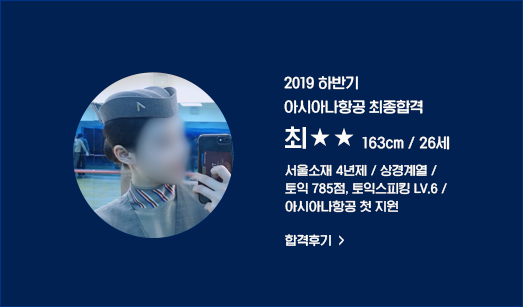 2019 하반기
아시아나항공 최종합격
최★★ 163cm / 26세
서울소재 4년제 / 상경계열 /
토익 785점, 토익스피킹 LV.6 /
아시아나항공 첫 지원
합격후기 >